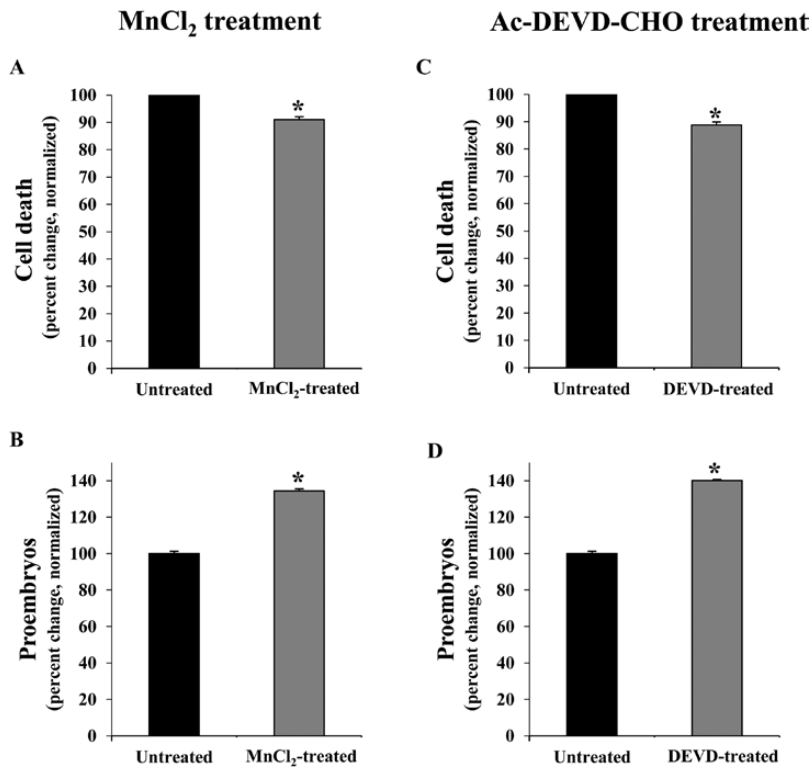 MnCl₂ treatment
Ac-DEVD-CHO treatment
A
Cell death
(percent change, normalized)
100
90
80
70
60
50
40
30
20
10
0
*
Untreated
MnCl₂-treated
C
Cell death
(percent change, normalized)
100
90
80
70
60
50
40
30
20
10
0
*
Untreated
DEVD-treated
B
Proembryos
(percent change, normalized)
140
120
100
80
60
40
20
0
*
Untreated
MnCl₂-treated
D
Proembryos
(percent change, normalized)
140
120
100
80
60
40
20
0
*
Untreated
DEVD-treated